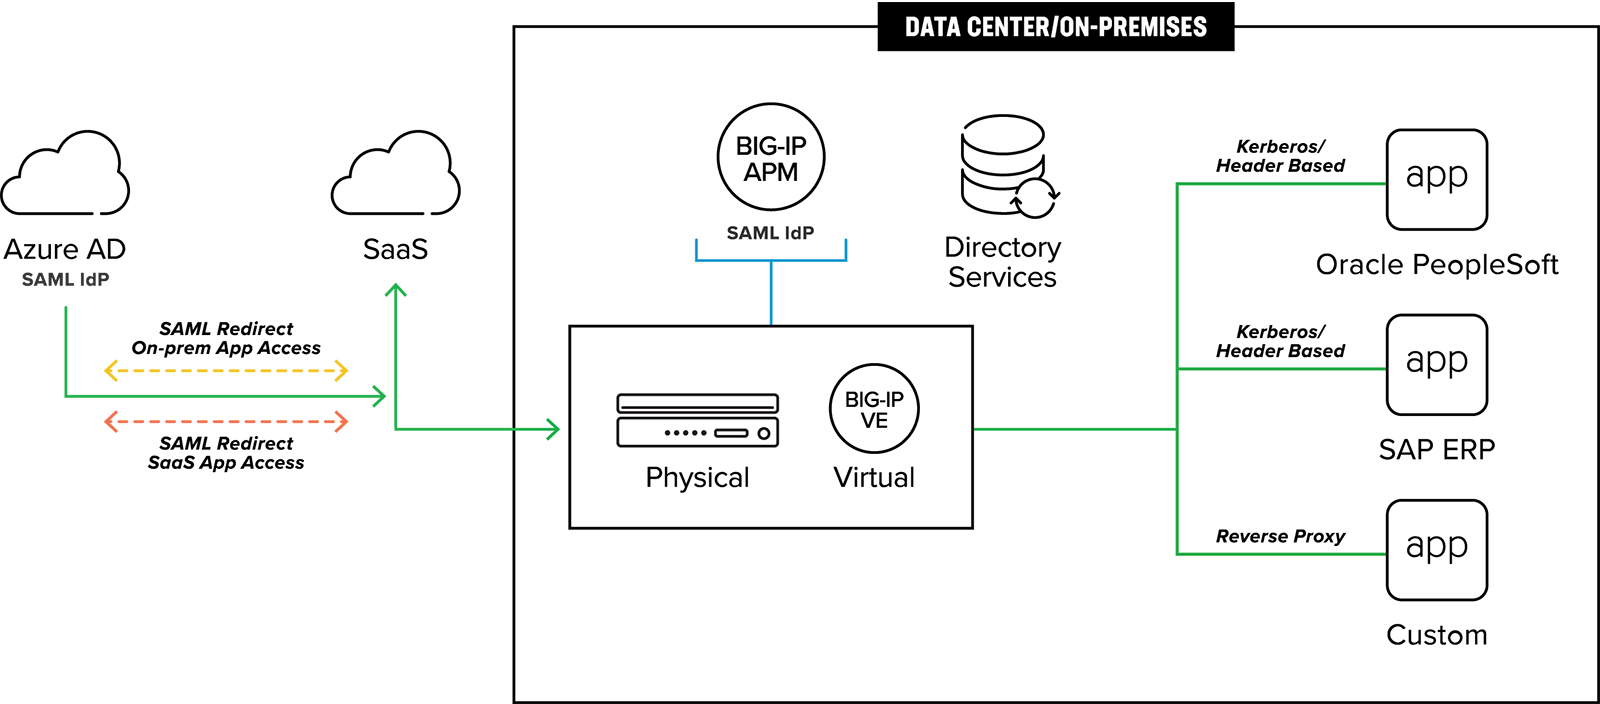 DATA CENTER/ON-PREMISES
Azure AD
SAML IdP
SaaS
SAML Redirect
On-prem App Access
SAML Redirect
SaaS App Access
BIG-IP
APM
SAML IdP
Directory
Services
Physical
BIG-IP
VE
Virtual
Kerberos/
Header Based
app
Oracle PeopleSoft
Kerberos/
Header Based
app
SAP ERP
Reverse Proxy
app
Custom